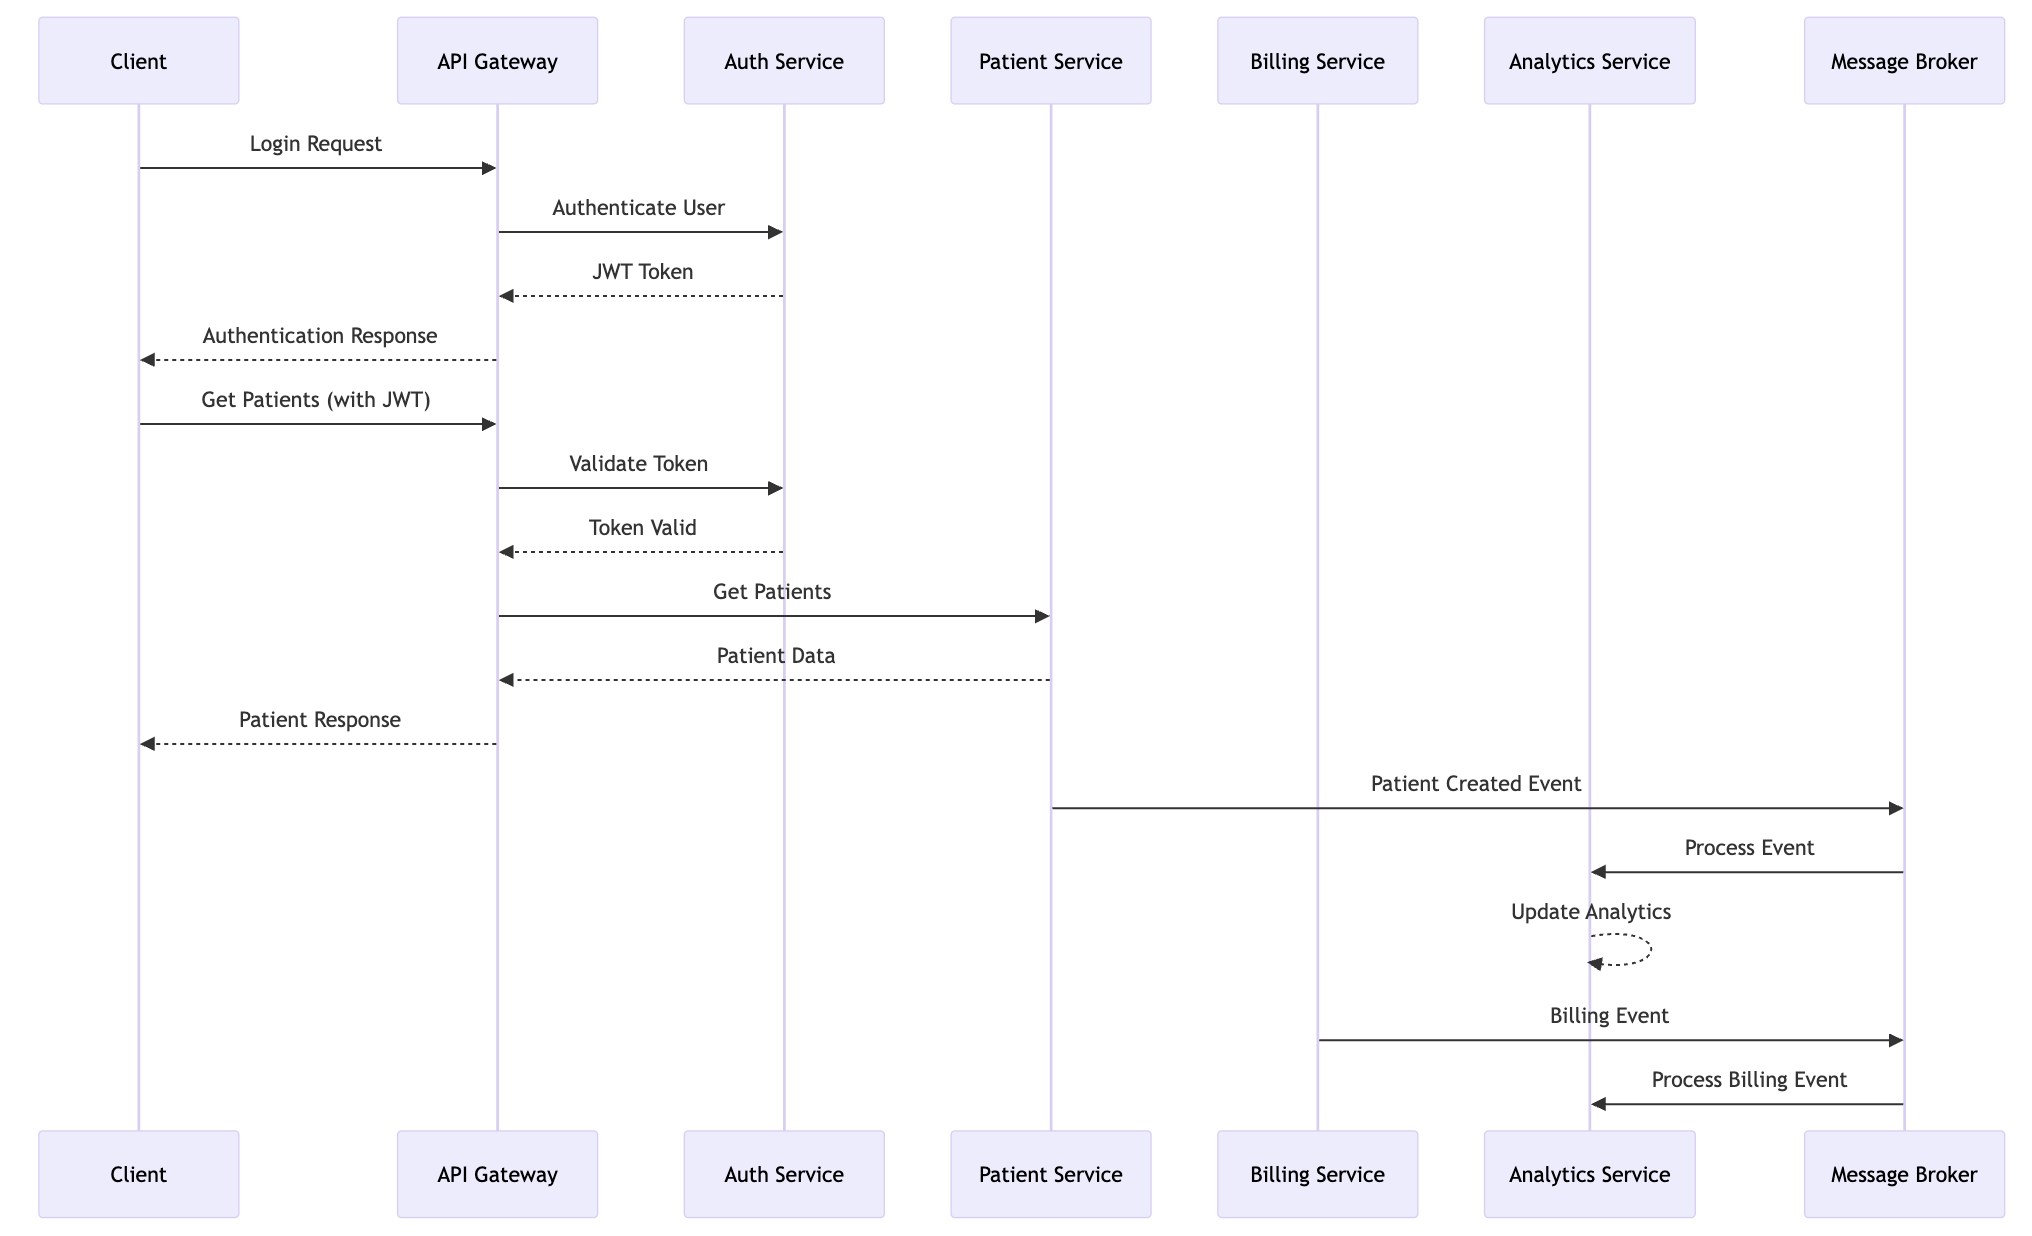 Client
API Gateway
Auth Service
Patient Service
Billing Service
Analytics Service
Message Broker
Login Request
Authenticate User
JWT Token
Authentication Response
Get Patients (with JWT)
Validate Token
Token Valid
Get Patients
Patient Data
Patient Response
Patient Created Event
Process Event
Update Analytics
Billing Event
Process Billing Event
Client
API Gateway
Auth Service
Patient Service
Billing Service
Analytics Service
Message Broker